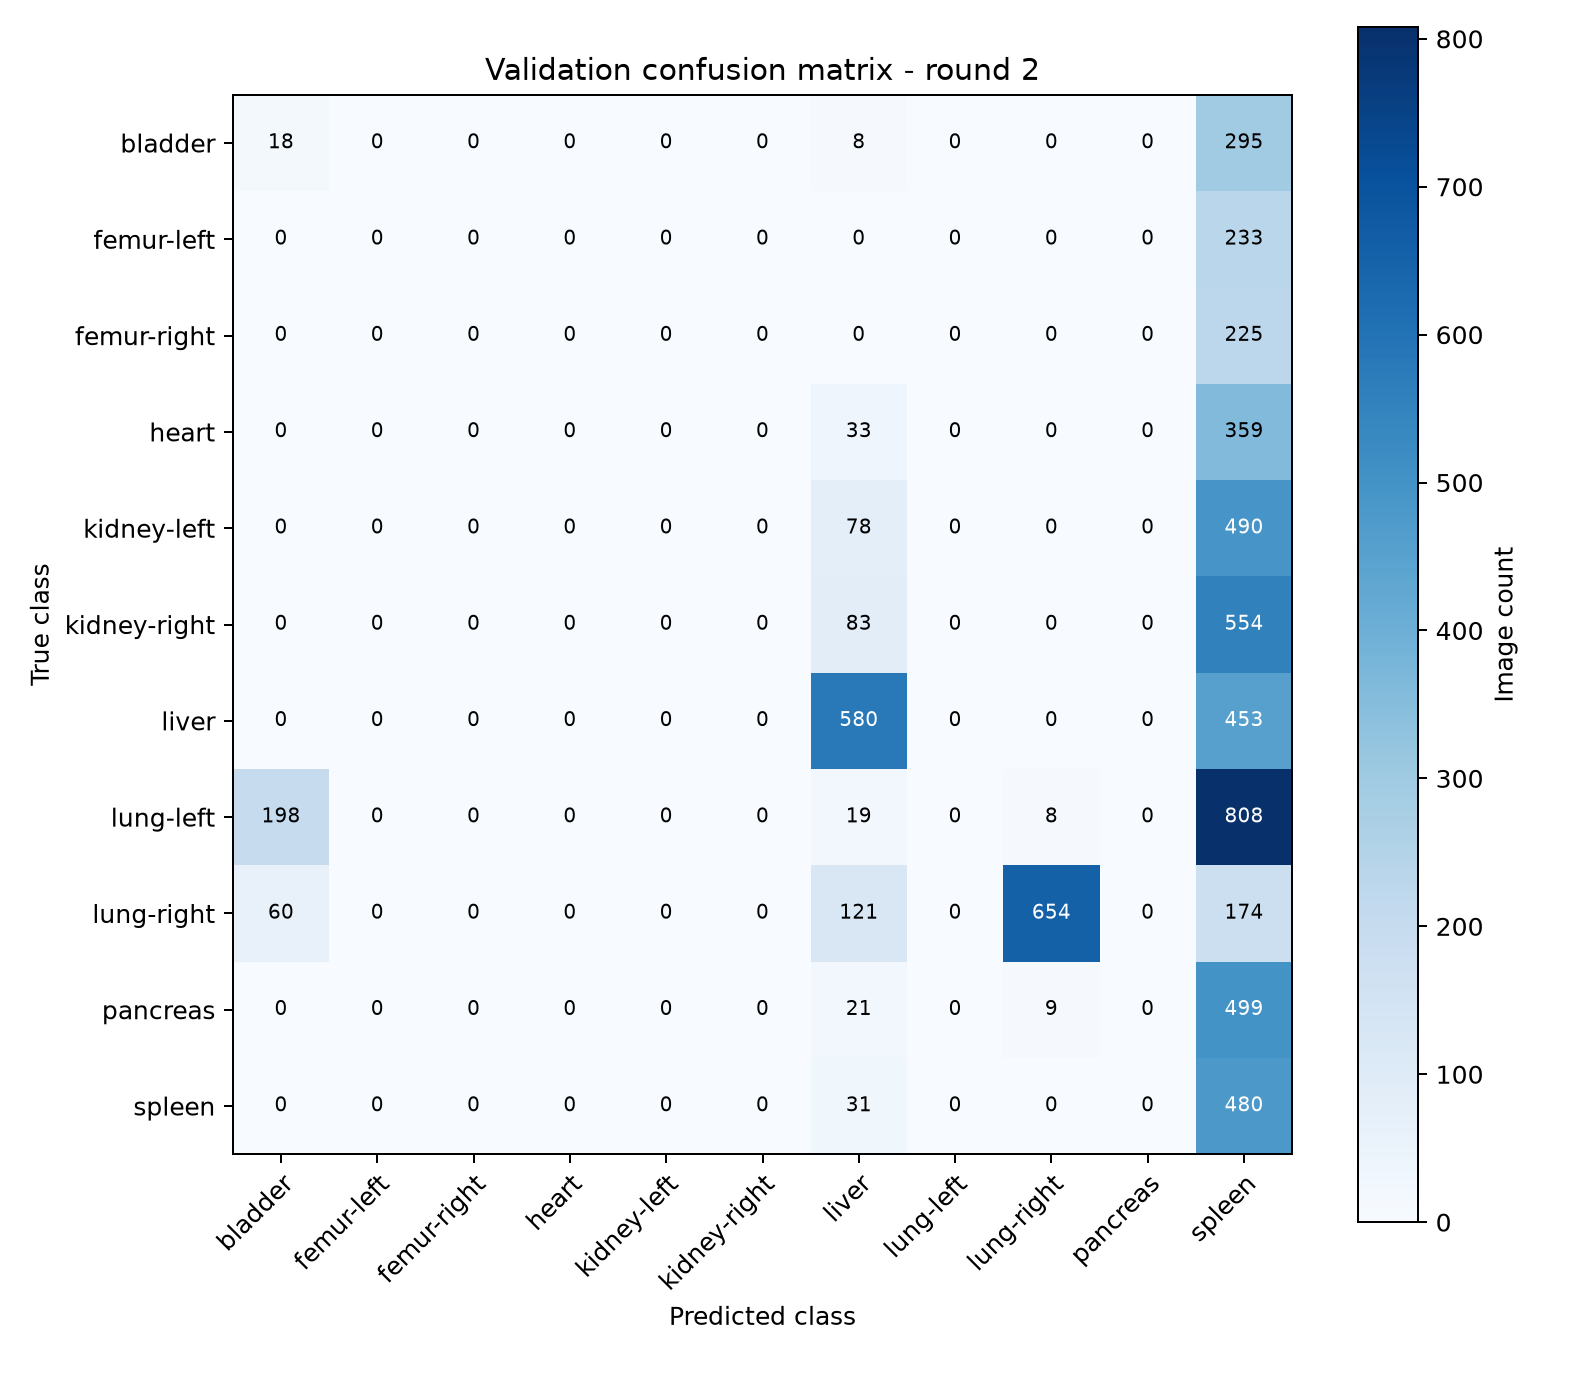 Validation confusion matrix - round 2
bladder 18 0 0 0 0 0 8 0 0 0 295
femur-left 0 0 0 0 0 0 0 0 0 0 233
femur-right 0 0 0 0 0 0 0 0 0 0 225
heart 0 0 0 0 0 0 33 0 0 0 359
kidney-left 0 0 0 0 0 0 78 0 0 0 490
kidney-right 0 0 0 0 0 0 83 0 0 0 554
liver 0 0 0 0 0 0 580 0 0 0 453
lung-left 198 0 0 0 0 0 19 0 8 0 808
lung-right 60 0 0 0 0 0 121 0 654 0 174
pancreas 0 0 0 0 0 0 21 0 9 0 499
spleen 0 0 0 0 0 0 31 0 0 0 480
True class
bladder femur-left femur-right heart kidney-left kidney-right liver lung-left lung-right pancreas spleen
Predicted class
800
700
600
500
400
300
200
100
0
Image count